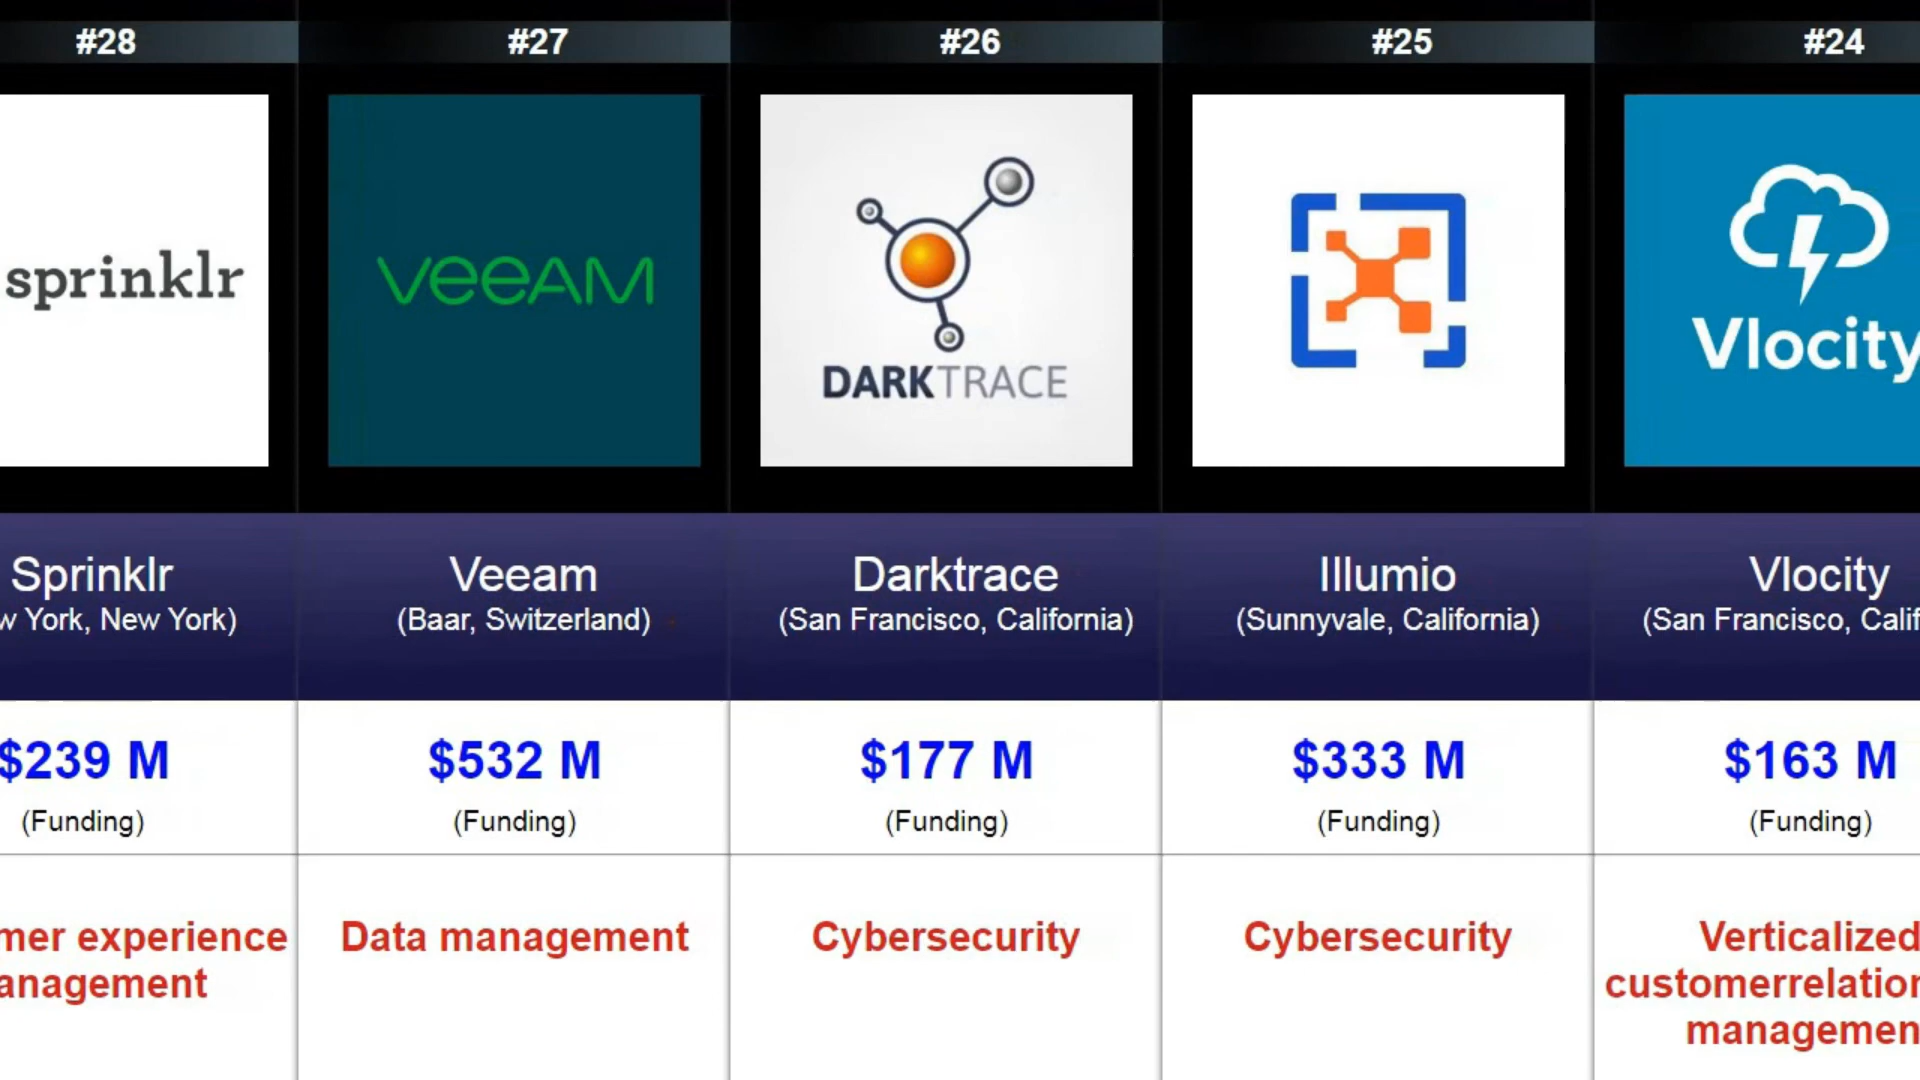 #28
#27
#26
#25
#24
sprinklr
veeam
DARKTRACE
Vlocity
Sprinklr
w York, New York)
Veeam
(Baar, Switzerland)
Darktrace
(San Francisco, California)
Illumio
(Sunnyvale, California)
Vlocity
(San Francisco, Calif
$239 M
(Funding)
$532 M
(Funding)
$177 M
(Funding)
$333 M
(Funding)
$163 M
(Funding)
mer experience
anagement
Data management
Cybersecurity
Cybersecurity
Verticalized
customerrelation
managemen